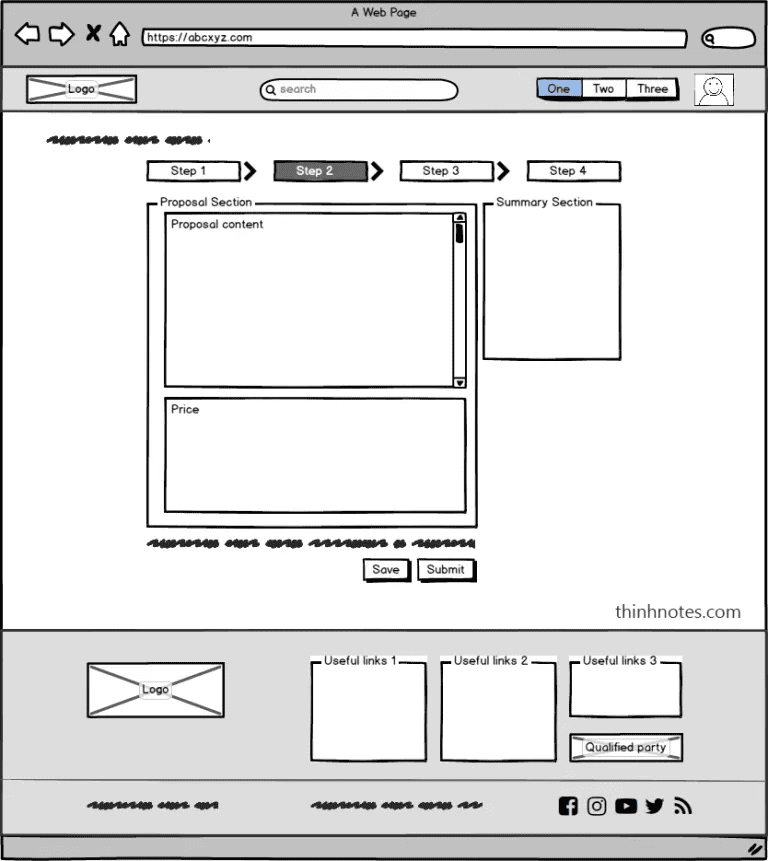 A Web Page
https://abcxyz.com
Logo
search
One Two Three
Step 1 Step 2 Step 3 Step 4
Proposal Section
Summary Section
Proposal content
Price
Save Submit
thinhnotes.com
Logo
Useful links 1
Useful links 2
Useful links 3
Qualified party